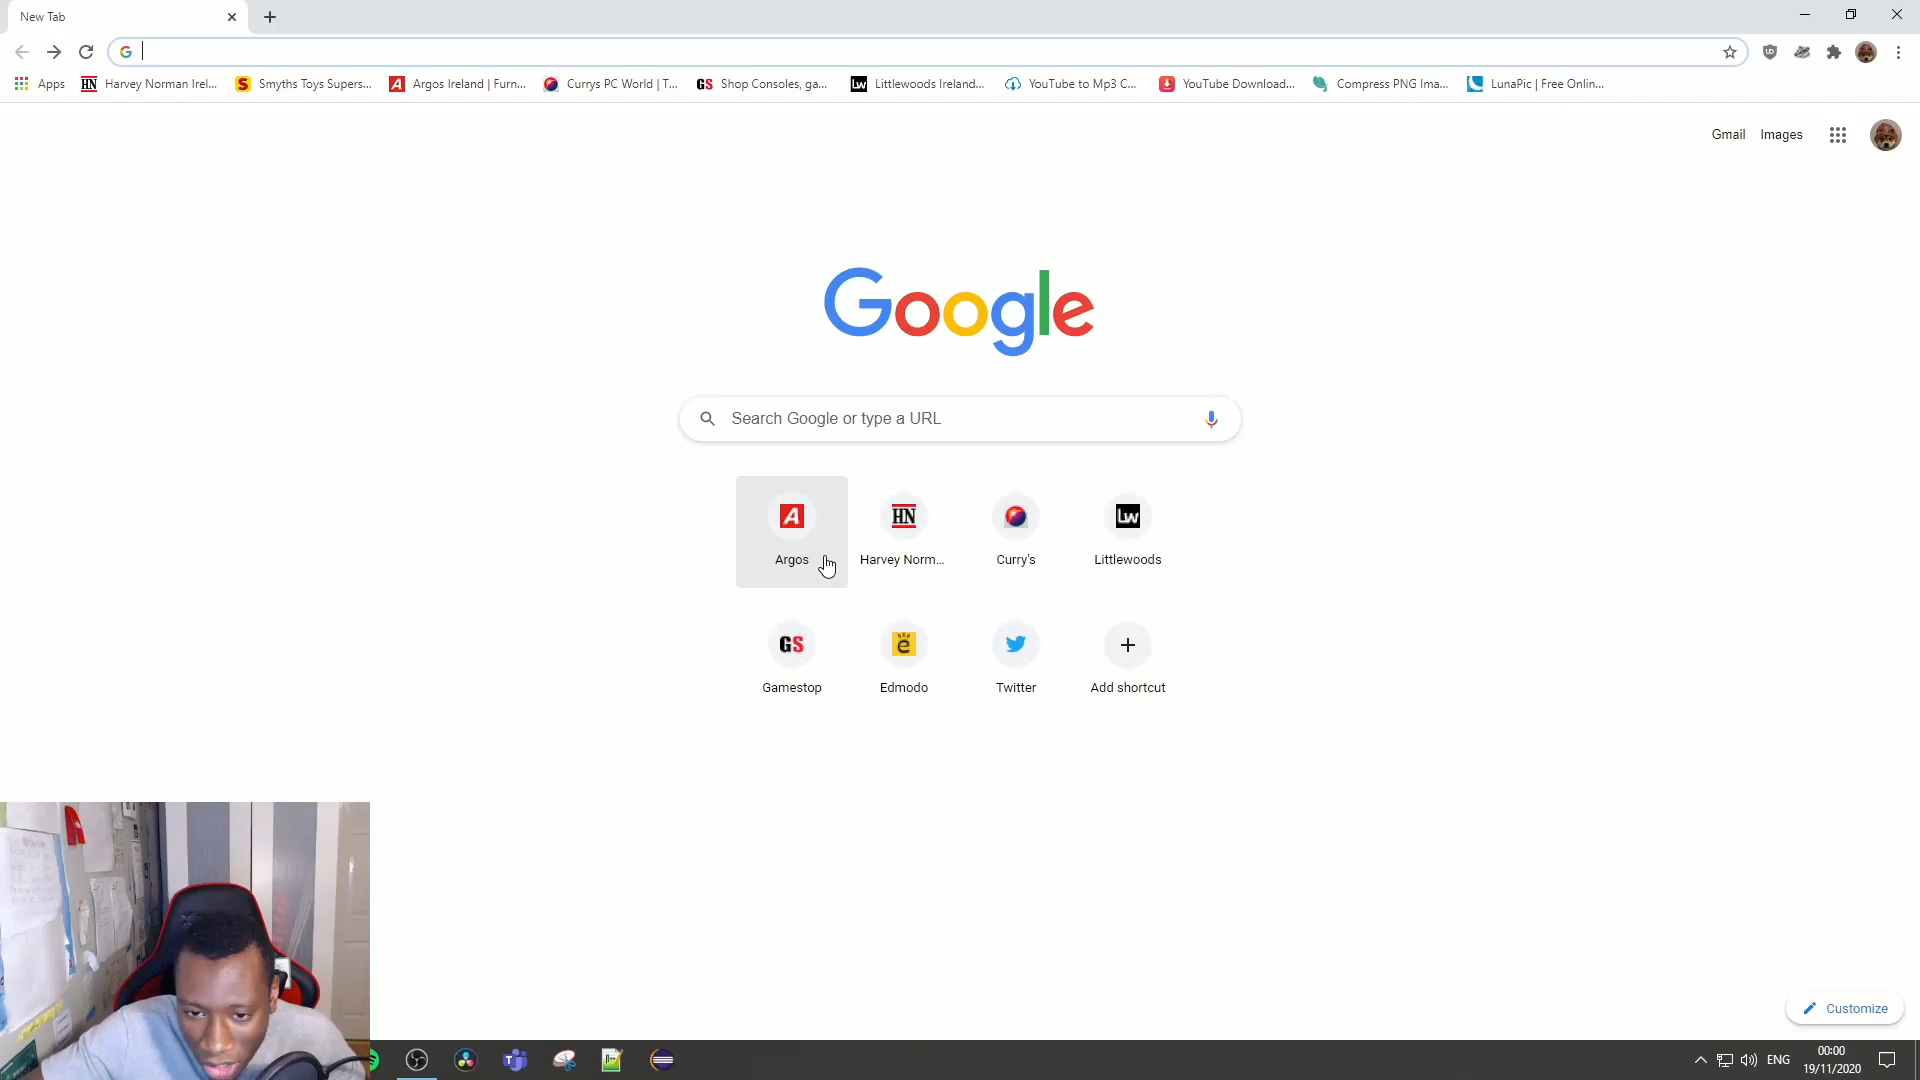 New Tab
Apps
Harvey Norman Irel...
Smyths Toys Supers...
Argos Ireland | Furn...
Currys PC World | T...
Shop Consoles, ga...
Littlewoods Ireland...
YouTube to Mp3 C...
YouTube Download...
Compress PNG Ima...
LunaPic | Free Onlin...
Gmail
Images
Google
Search Google or type a URL
Argos
Harvey Norm...
Curry's
Littlewoods
Gamestop
Edmodo
Twitter
Add shortcut
Customize
ENG
00:00
19/11/2020